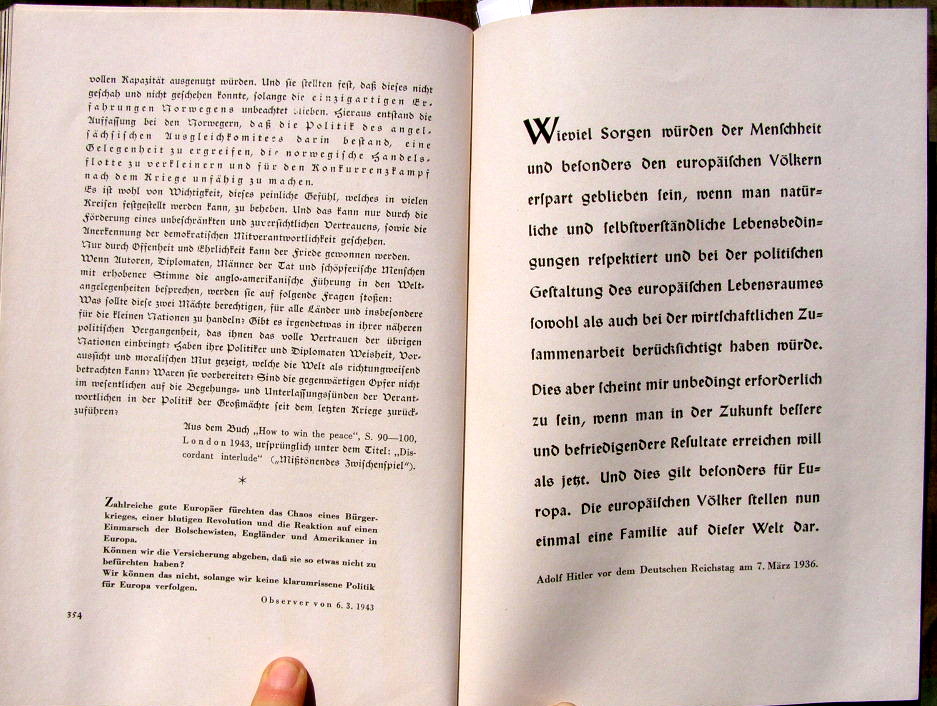 vollen Kapazität ausgenutzt würden. Und sie stellten fest, daß dieses nicht
geschah und nicht geschehen konnte, solange die einzigartigen Er-
fahrungen Norwegens unbeachtet blieben. Hieraus entstand die
Auffassung bei den Norwegern, daß die Politik des angel-
sächsischen Ausgleichkomitees darin bestand, eine
Gelegenheit zu ergreifen, die norwegische Handels-
flotte zu verkleinern und für den Konkurrenzkampf
nach dem Kriege unfähig zu machen.
Es ist wohl von Wichtigkeit, dieses peinliche Gefühl, welches in vielen
Kreisen festgestellt werden kann, zu beheben. Und das kann nur durch die
Förderung eines unbeschränkten und zuversichtlichen Vertrauens, sowie die
Anerkennung der demokratischen Mitverantwortlichkeit geschehen.
Nur durch Offenheit und Ehrlichkeit kann der Friede gewonnen werden.
Wenn Autoren, Diplomaten, Männer der Tat und schöpferische Menschen
mit erhobener Stimme die anglo-amerikanische Führung in den Welt-
angelegenheiten besprechen, werden sie auf folgende Fragen stoßen:
Was sollte diese zwei Mächte berechtigen, für alle Länder und insbesondere
für die kleinen Nationen zu handeln? Gibt es irgendetwas in ihrer näheren
politischen Vergangenheit, das ihnen das volle Vertrauen der übrigen
Nationen einbringt? Haben ihre Politiker und Diplomaten Weisheit, Vor-
aussicht und moralischen Mut gezeigt, welche die Welt als richtungweisend
betrachten kann? Waren sie vorbereitet? Sind die gegenwärtigen Opfer nicht
im wesentlichen auf die Begehungs- und Unterlassungsünden der Verant-
wortlichen in der Politik der Großmächte seit dem letzten Kriege zurück-
zuführen?
Aus dem Buch „How to win the peace", S. 90—100,
London 1943, ursprünglich unter dem Titel: „Dis-
cordant interlude" („Mißtönendes Zwischenspiel").
*
Zahlreiche gute Europäer fürchten das Chaos eines Bürger-
krieges, einer blutigen Revolution und die Reaktion auf einen
Einmarsch der Bolschewisten, Engländer und Amerikaner in
Europa.
Können wir die Versicherung abgeben, daß sie so etwas nicht zu
befürchten haben?
Wir können das nicht, solange wir keine klarumrissene Politik
für Europa verfolgen.
Observer von 6. 3. 1943
354
Wieviel Sorgen würden der Menschheit
und besonders den europäischen Völkern
erspart geblieben sein, wenn man natür-
liche und selbstverständliche Lebensbedin-
gungen respektiert und bei der politischen
Gestaltung des europäischen Lebensraumes
sowohl als auch bei der wirtschaftlichen Zu-
sammenarbeit berücksichtigt haben würde.
Dies aber scheint mir unbedingt erforderlich
zu sein, wenn man in der Zukunft bessere
und befriedigendere Resultate erreichen will
als jetzt. Und dies gilt besonders für Eu-
ropa. Die europäischen Völker stellen nun
einmal eine Familie auf dieser Welt dar.
Adolf Hitler vor dem Deutschen Reichstag am 7. März 1936.